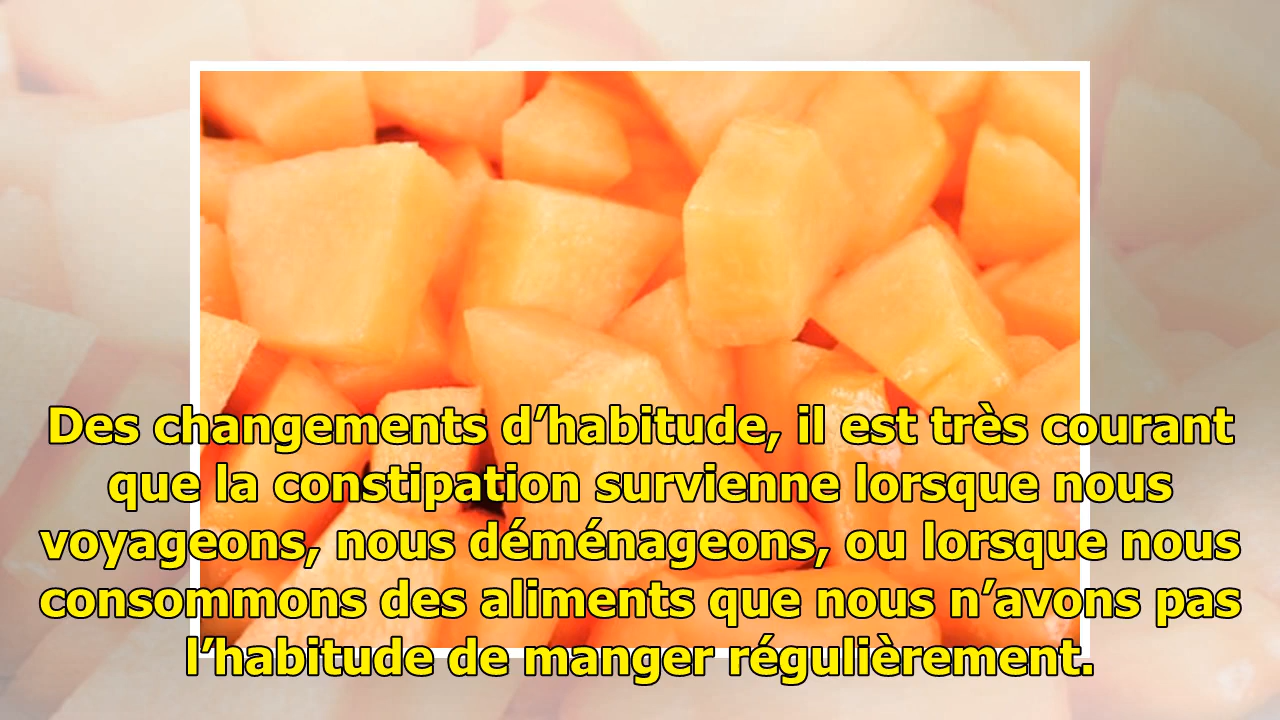 Des changements d’habitude, il est très courant
que la constipation survienne lorsque nous
voyageons, nous déménageons, ou lorsque nous
consommons des aliments que nous n’avons pas
l’habitude de manger régulièrement.